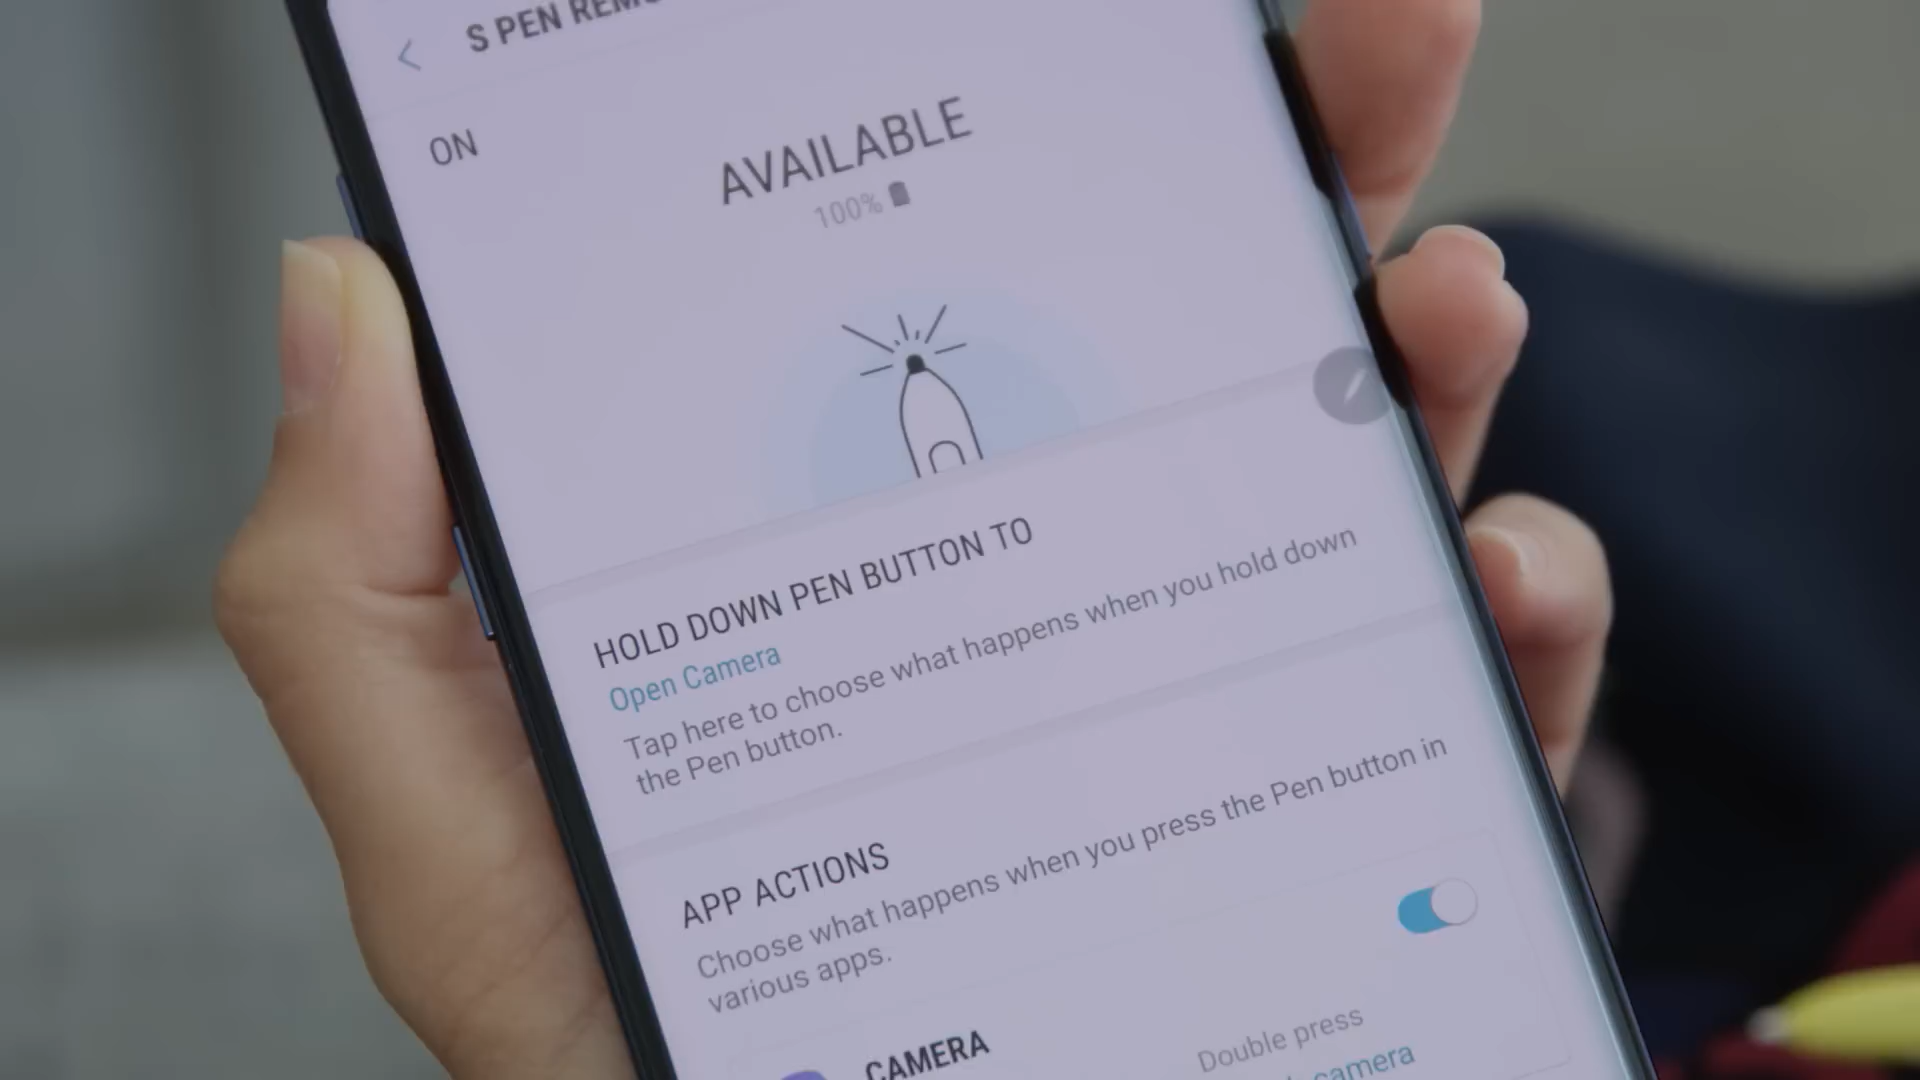 S PEN
ON
AVAILABLE
100%
HOLD DOWN PEN BUTTON TO
Open Camera
Tap here to choose what happens when you hold down
the Pen button.
APP ACTIONS
Choose what happens when you press the Pen button in
various apps.
CAMERA
Double press
camera